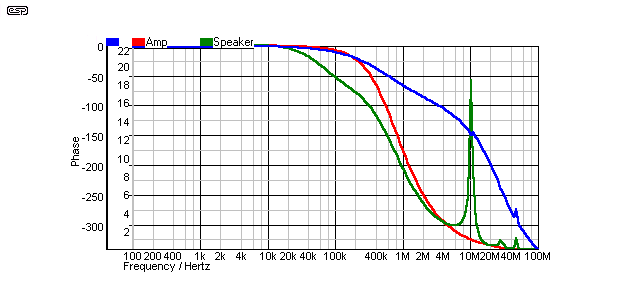 esp
Amp Speaker
0 -50 -100 -150 -200 -250 -300
Phase
22 20 18 16 14 12 10 8 6 4 2
100 200 400 1k 2k 4k 10k 20k 40k 100k 400k 1M 2M 4M 10M 20M 40M 100M
Frequency / Hertz